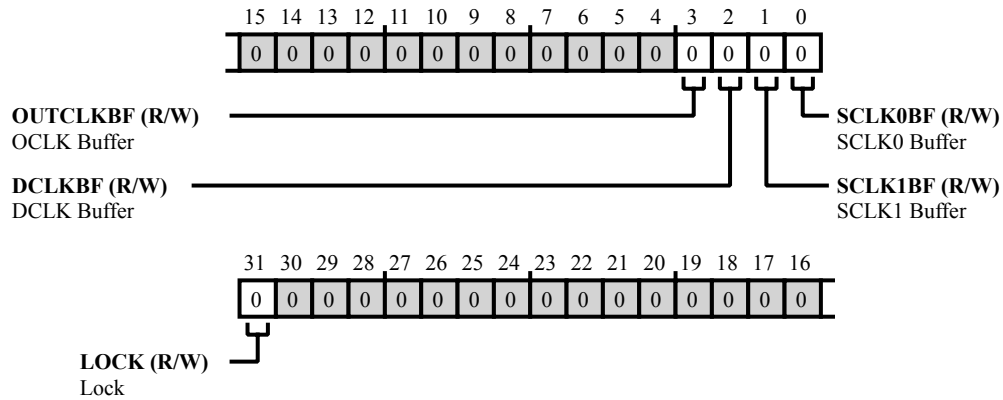 15 14 13 12 11 10 9 8 7 6 5 4 3 2 1 0
0 0 0 0 0 0 0 0 0 0 0 0 0 0 0 0
OUTCLKBF (R/W)
OCLK Buffer
SCLK0BF (R/W)
SCLK0 Buffer
DCLKBF (R/W)
DCLK Buffer
SCLK1BF (R/W)
SCLK1 Buffer
31 30 29 28 27 26 25 24 23 22 21 20 19 18 17 16
0 0 0 0 0 0 0 0 0 0 0 0 0 0 0 0
LOCK (R/W)
Lock